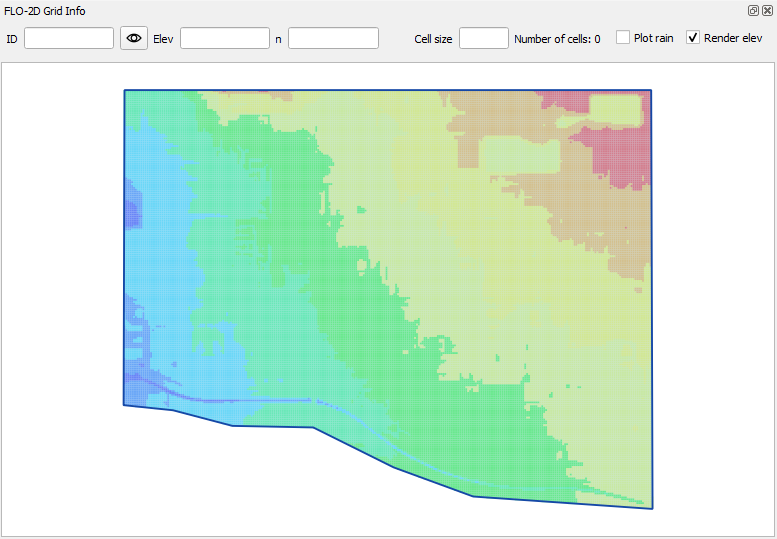 FLO-2D Grid Info
ID Elev n Cell size Number of cells: 0 Plot rain Render elev